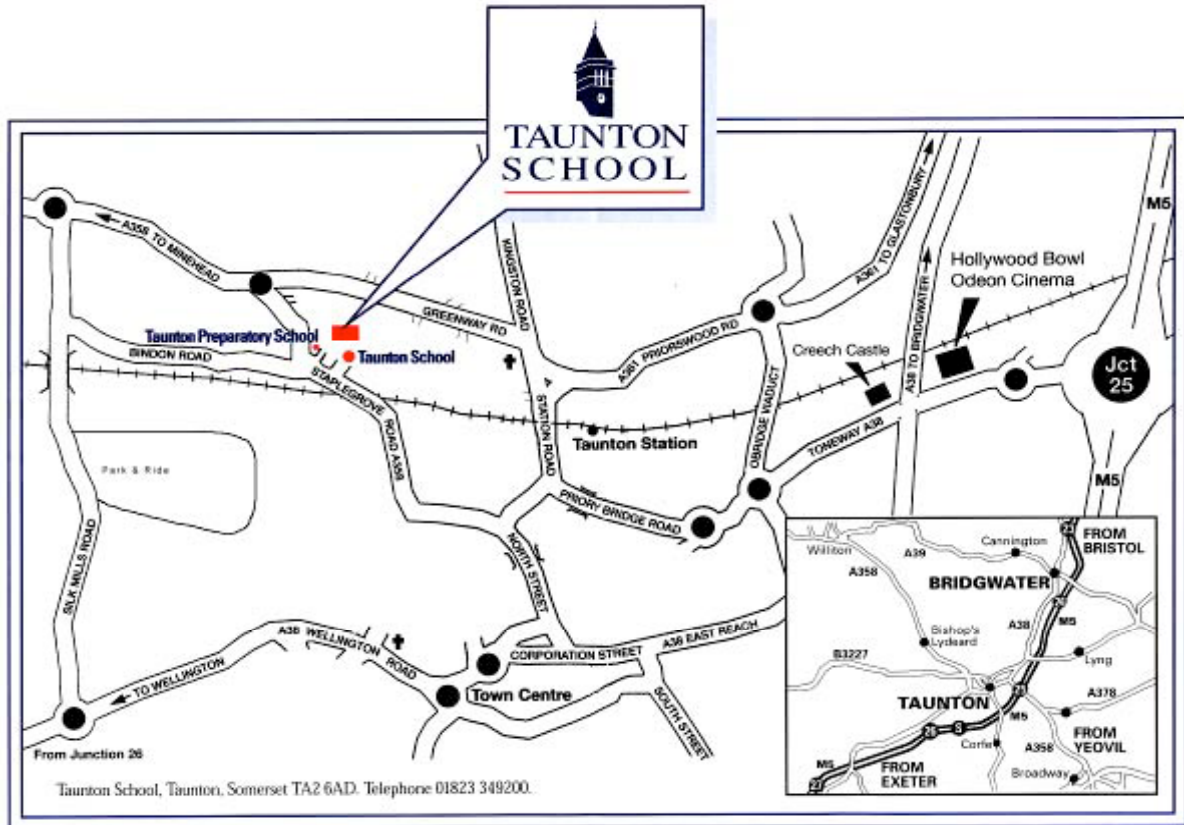 TAUNTON
SCHOOL
A358 TO MINEHEAD
KINGSTON ROAD
GREENWAY RD
Taunton Preparatory School
Taunton School
BINDON ROAD
STAPLEGROVE
ROAD A358
STATION ROAD
Taunton Station
A361 PRIORSWOOD RD
A361 TO GLASTONBURY
A38 TO BRIDGWATER
M5
Hollywood Bowl
Odeon Cinema
Creech Castle
Jct
25
OBRIDGE VIADUCT
TONEWAY A38
M5
Park & Ride
SILK MILLS ROAD
PRIORY BRIDGE ROAD
NORTH STREET
A38 WELLINGTON
ROAD
TO WELLINGTON
CORPORATION STREET
A38 EAST REACH
Town Centre
SOUTH STREET
From Junction 26
Taunton School, Taunton, Somerset TA2 6AD. Telephone 01823 349200.
FROM
BRISTOL
Williton
A39
Cannington
A358
BRIDGWATER
A38
M5
Bishop's
Lydeard
B3227
Lyng
TAUNTON
A378
M5
FROM
YEOVIL
Corfe
A358
Broadway
M5
FROM
EXETER